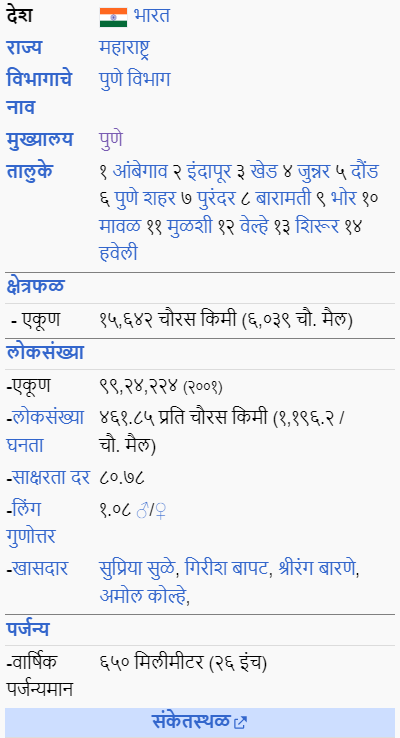 देश भारत
राज्य महाराष्ट्र
विभागाचे पुणे विभाग
नाव
मुख्यालय पुणे
तालुके १ आंबेगाव २ इंदापूर ३ खेड ४ जुन्नर ५ दौंड
६ पुणे शहर ७ पुरंदर ८ बारामती ९ भोर १०
मावळ ११ मुळशी १२ वेल्हे १३ शिरूर १४
हवेली
क्षेत्रफळ
- एकूण १५,६४२ चौरस किमी (६,०३९ चौ. मैल)
लोकसंख्या
-एकूण ९९,२४,२२४ (२००१)
-लोकसंख्या ४६१.८५ प्रति चौरस किमी (१,१९६.२ /
घनता चौ. मैल)
-साक्षरता दर ८०.७८
-लिंग १.०८ ♂/♀
गुणोत्तर
-खासदार सुप्रिया सुळे, गिरीश बापट, श्रीरंग बारणे,
अमोल कोल्हे,
पर्जन्य
-वार्षिक ६५० मिलीमीटर (२६ इंच)
पर्जन्यमान
संकेतस्थळ